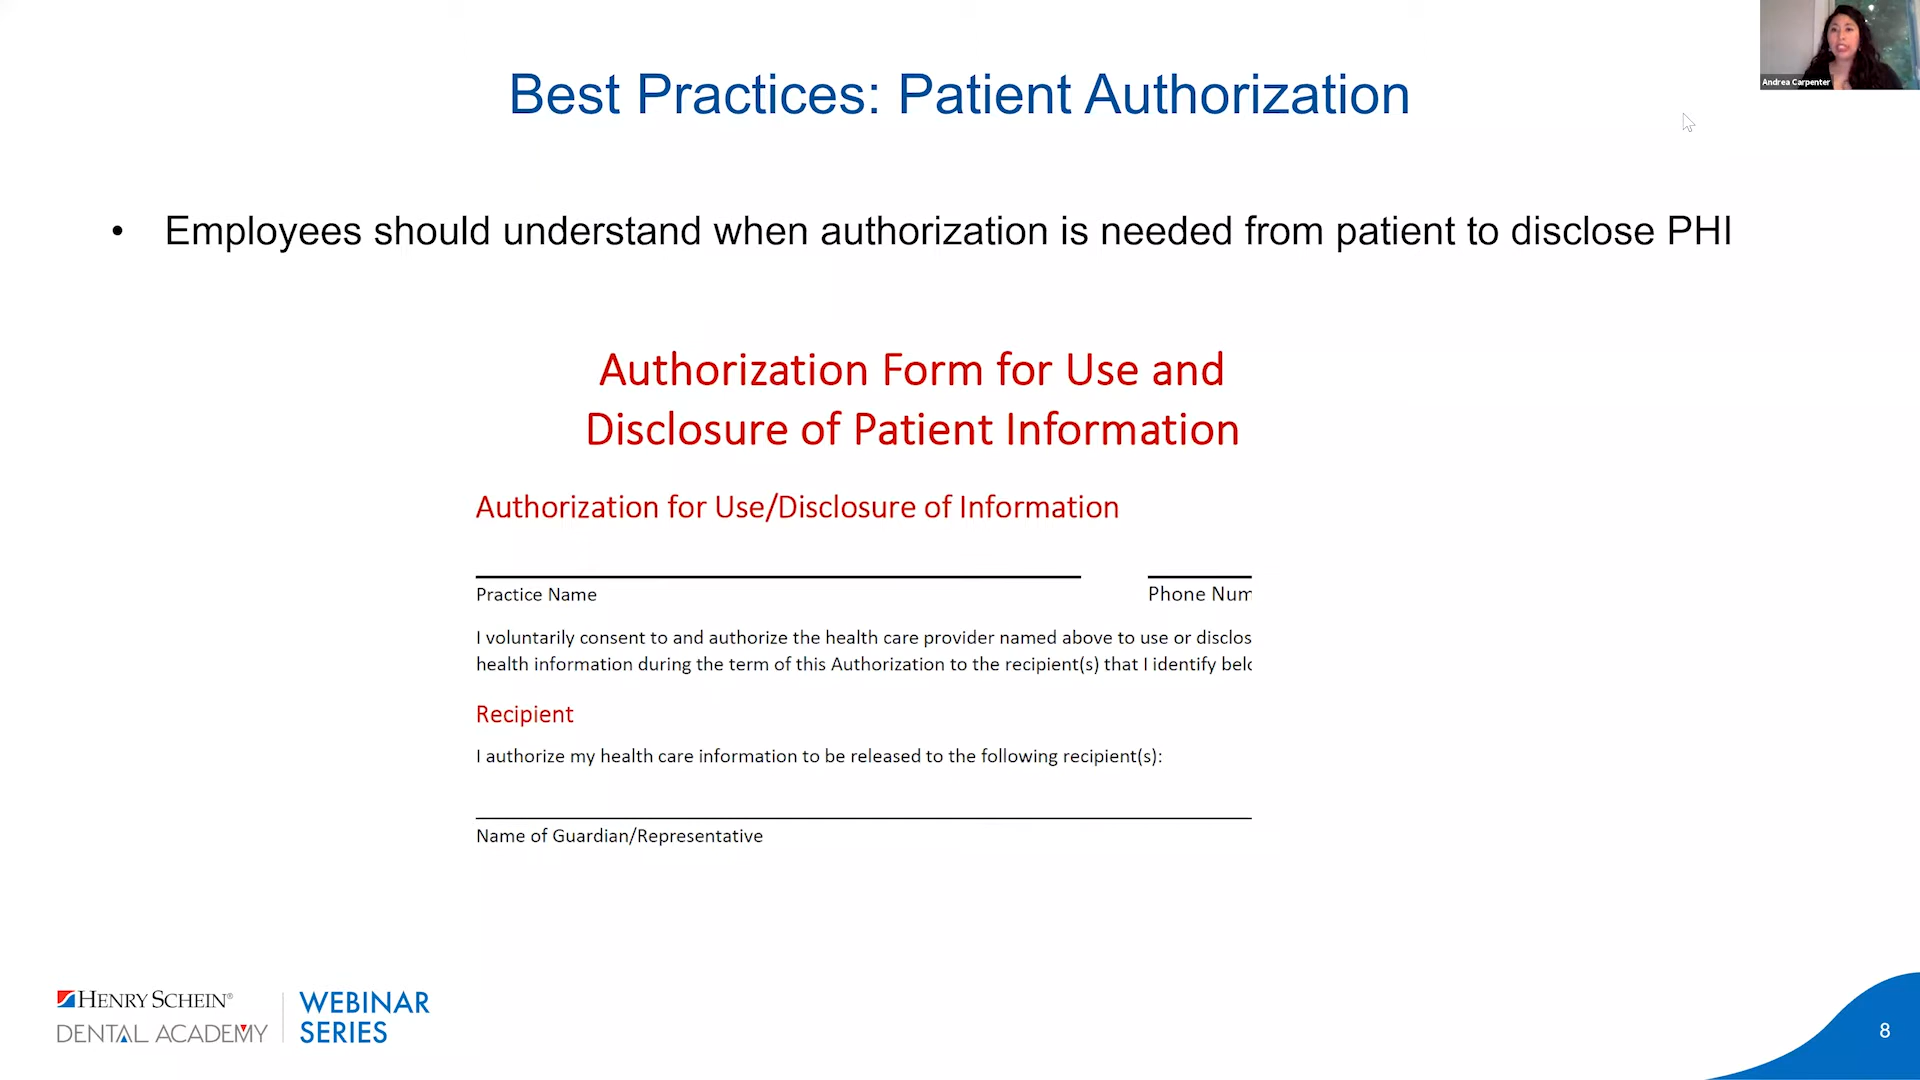 Andrea Carpenter
Best Practices: Patient Authorization
• Employees should understand when authorization is needed from patient to disclose PHI
Authorization Form for Use and
Disclosure of Patient Information
Authorization for Use/Disclosure of Information
Practice Name Phone Num
I voluntarily consent to and authorize the health care provider named above to use or disclos
health information during the term of this Authorization to the recipient(s) that I identify belo
Recipient
I authorize my health care information to be released to the following recipient(s):
Name of Guardian/Representative
HENRY SCHEIN®
DENTAL ACADEMY
WEBINAR
SERIES
8